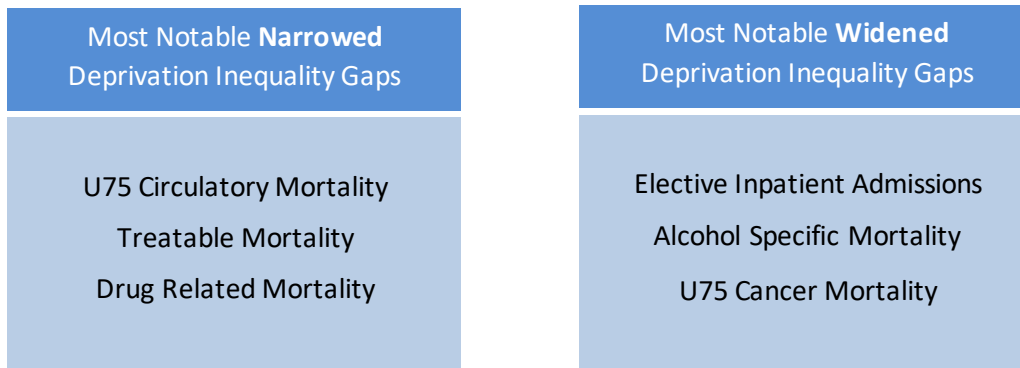 Most Notable Narrowed
Deprivation Inequality Gaps
U75 Circulatory Mortality
Treatable Mortality
Drug Related Mortality
Most Notable Widened
Deprivation Inequality Gaps
Elective Inpatient Admissions
Alcohol Specific Mortality
U75 Cancer Mortality